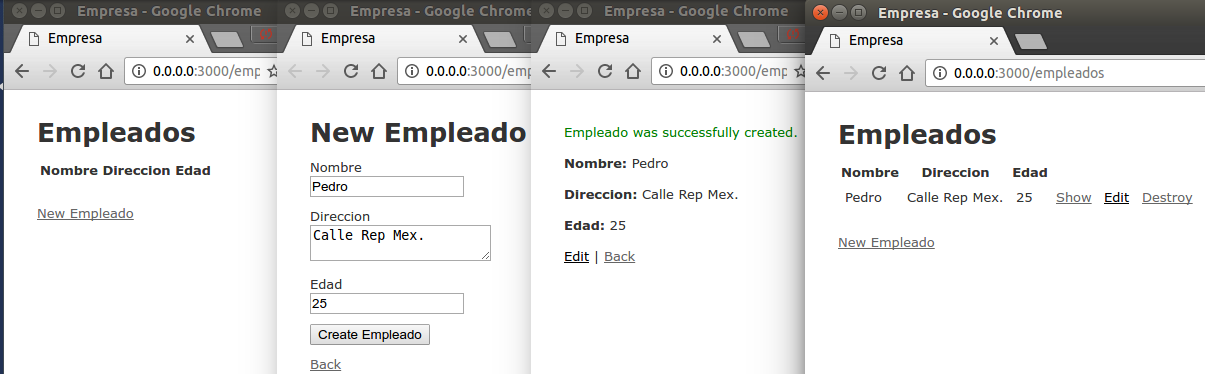 Empresa - Google Chrome
Empresa
0.0.0.0:3000/emp
Empleados
Nombre Direccion Edad
New Empleado
Empresa - Google Chrome
Empresa
0.0.0.0:3000/emp
New Empleado
Nombre
Pedro
Direccion
Calle Rep Mex.
Edad
25
Create Empleado
Back
Empresa - Google Chrome
Empresa
0.0.0.0:3000/emp
Empleado was successfully created.
Nombre: Pedro
Direccion: Calle Rep Mex.
Edad: 25
Edit | Back
Empresa - Google Chrome
Empresa
0.0.0.0:3000/empleados
Empleados
Nombre Direccion Edad
Pedro Calle Rep Mex. 25 Show Edit Destroy
New Empleado